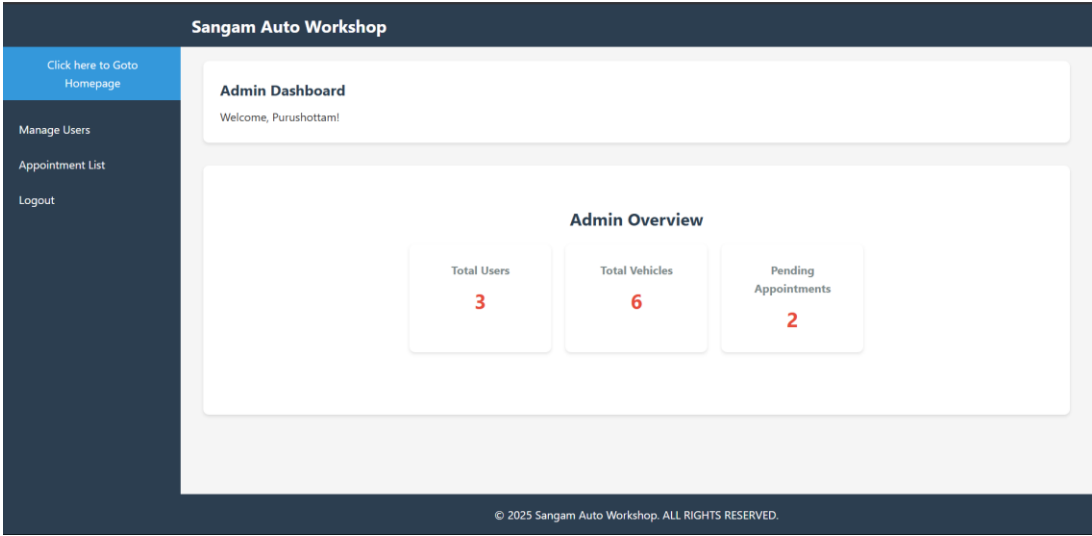 Sangam Auto Workshop
Click here to Goto
Homepage
Manage Users
Appointment List
Logout
Admin Dashboard
Welcome, Purushottam!
Admin Overview
Total Users
3
Total Vehicles
6
Pending
Appointments
2
© 2025 Sangam Auto Workshop. ALL RIGHTS RESERVED.